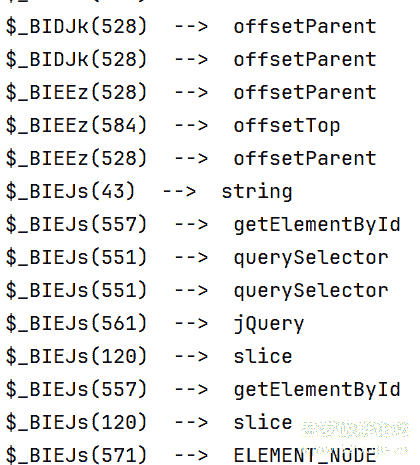 $_BIDJk(528) --> offsetParent
$_BIDJk(528) --> offsetParent
$_BIEEz(528) --> offsetParent
$_BIEEz(584) --> offsetTop
$_BIEEz(528) --> offsetParent
$_BIEJs(43) --> string
$_BIEJs(557) --> getElementById
$_BIEJs(551) --> querySelector
$_BIEJs(551) --> querySelector
$_BIEJs(561) --> jQuery
$_BIEJs(120) --> slice
$_BIEJs(557) --> getElementById
$_BIEJs(120) --> slice
$_BIEJs(571) --> ELEMENT_NODE